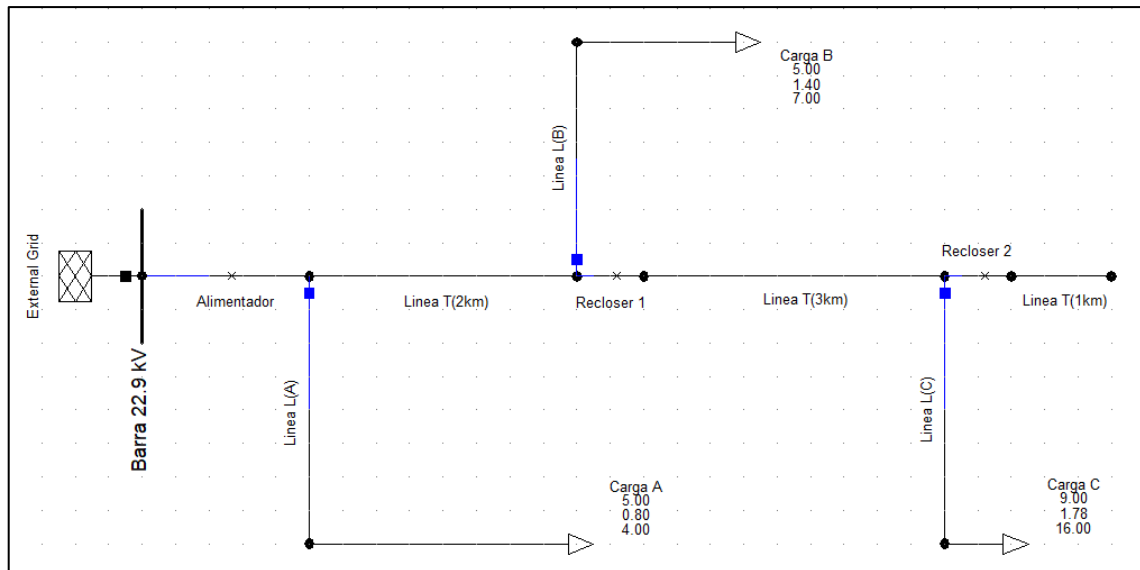 Carga B
5.00
1.40
7.00
Linea L(B)
External Grid
Barra 22.9 kV
Alimentador
Linea T(2km)
Recloser 1
Linea T(3km)
Recloser 2
Linea T(1km)
Linea L(A)
Linea L(C)
Carga A
5.00
0.80
4.00
Carga C
9.00
1.78
16.00